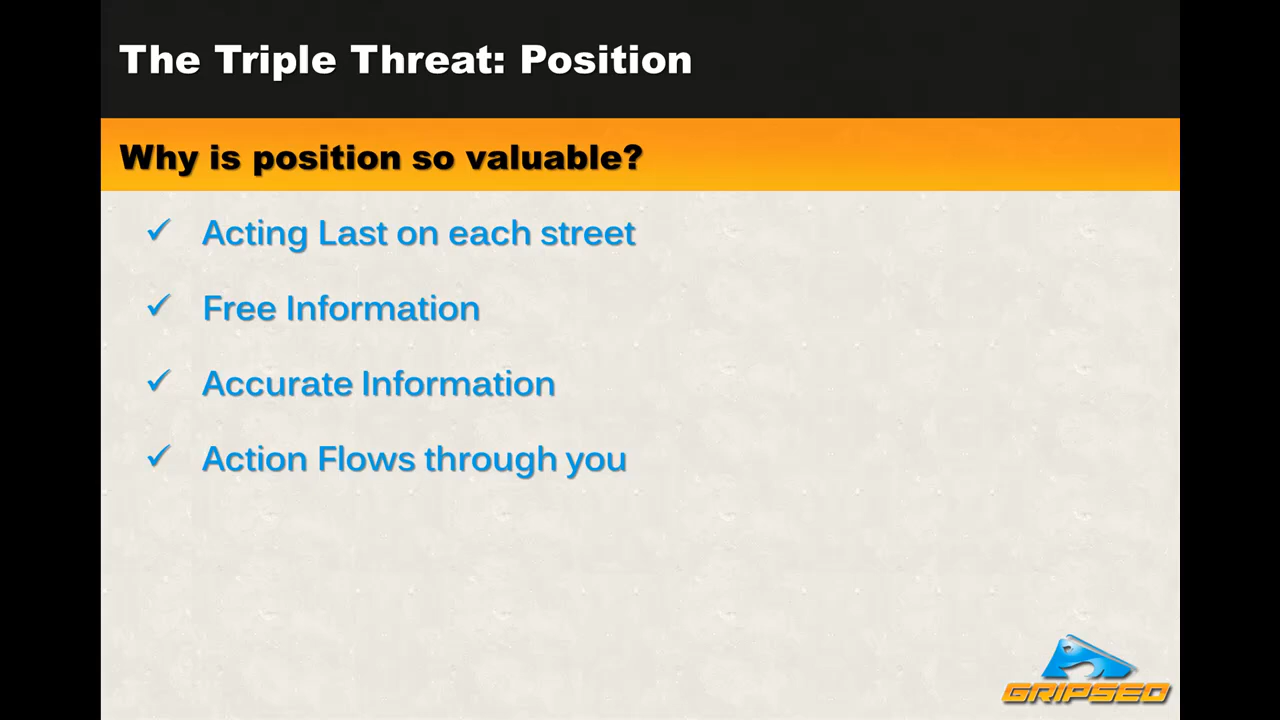 The Triple Threat: Position
Why is position so valuable?
✓ Acting Last on each street
✓ Free Information
✓ Accurate Information
✓ Action Flows through you
GRIPSED